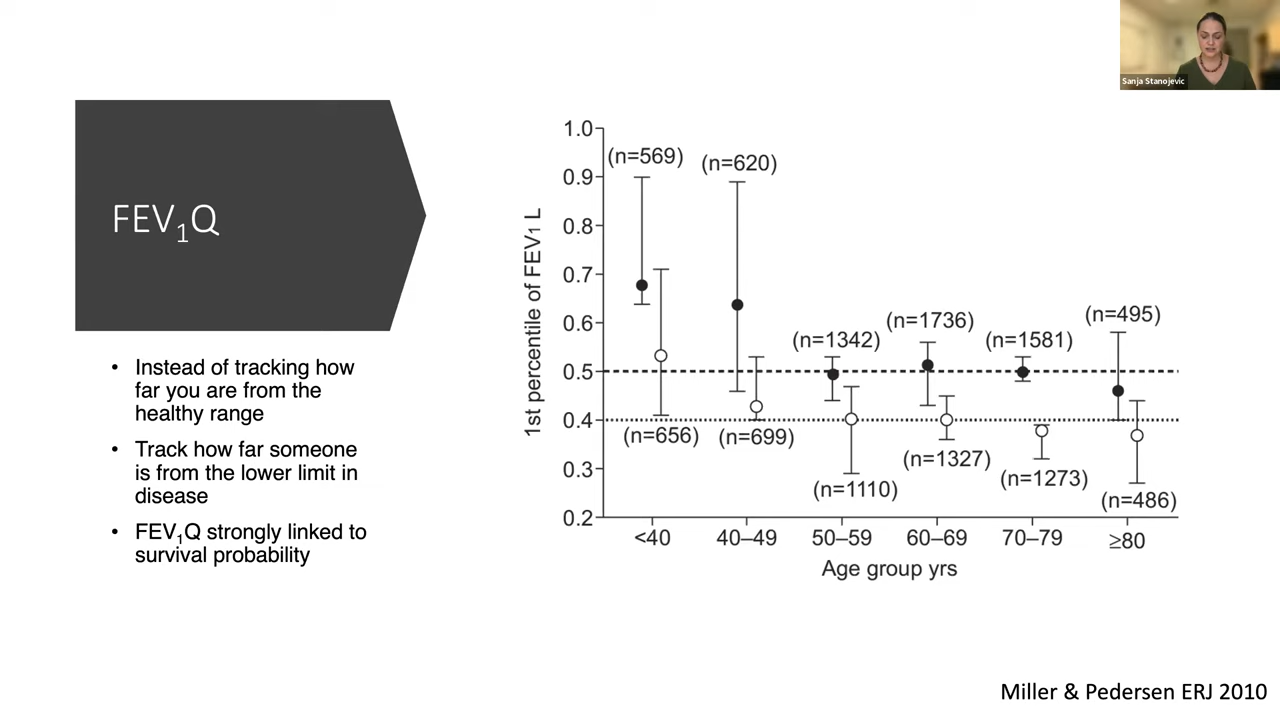 Sanja Stanojevic
FEV₁Q
• Instead of tracking how
far you are from the
healthy range
• Track how far someone
is from the lower limit in
disease
• FEV₁Q strongly linked to
survival probability
1st percentile of FEV₁ L
1.0
0.9
0.8
0.7
0.6
0.5
0.4
0.3
0.2
(n=569)
(n=620)
(n=1342)
(n=1736)
(n=1581)
(n=495)
(n=656)
(n=699)
(n=1110)
(n=1327)
(n=1273)
(n=486)
<40 40–49 50–59 60–69 70–79 ≥80
Age group yrs
Miller & Pedersen ERJ 2010